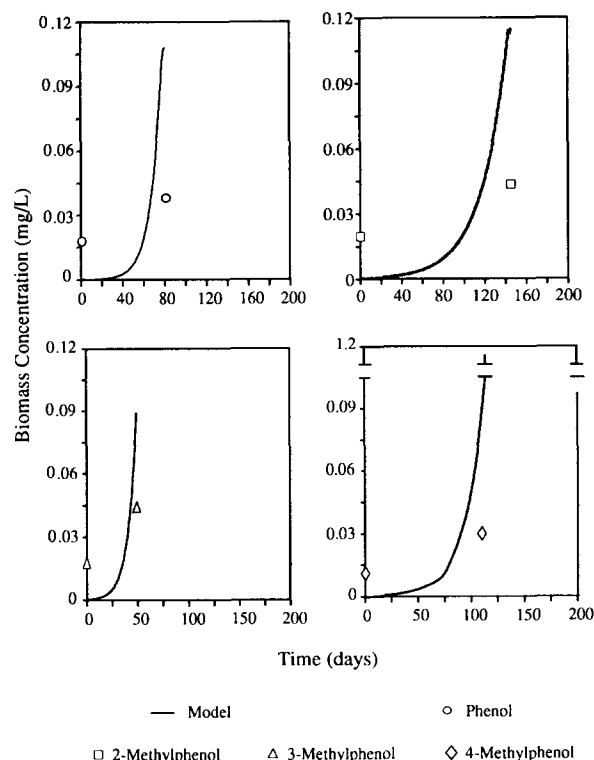 Biomass Concentration (mg/L)
0.12
0.09
0.06
0.03
0
0 40 80 120 160 200
0.12
0.09
0.06
0.03
0
0 40 80 120 160 200
0.12
0.09
0.06
0.03
0
0 50 100 150 200
1.2
0.09
0.06
0.03
0
0 50 75 100 125 150 175 200
Time (days)
Model
Phenol
2-Methylphenol 3-Methylphenol 4-Methylphenol